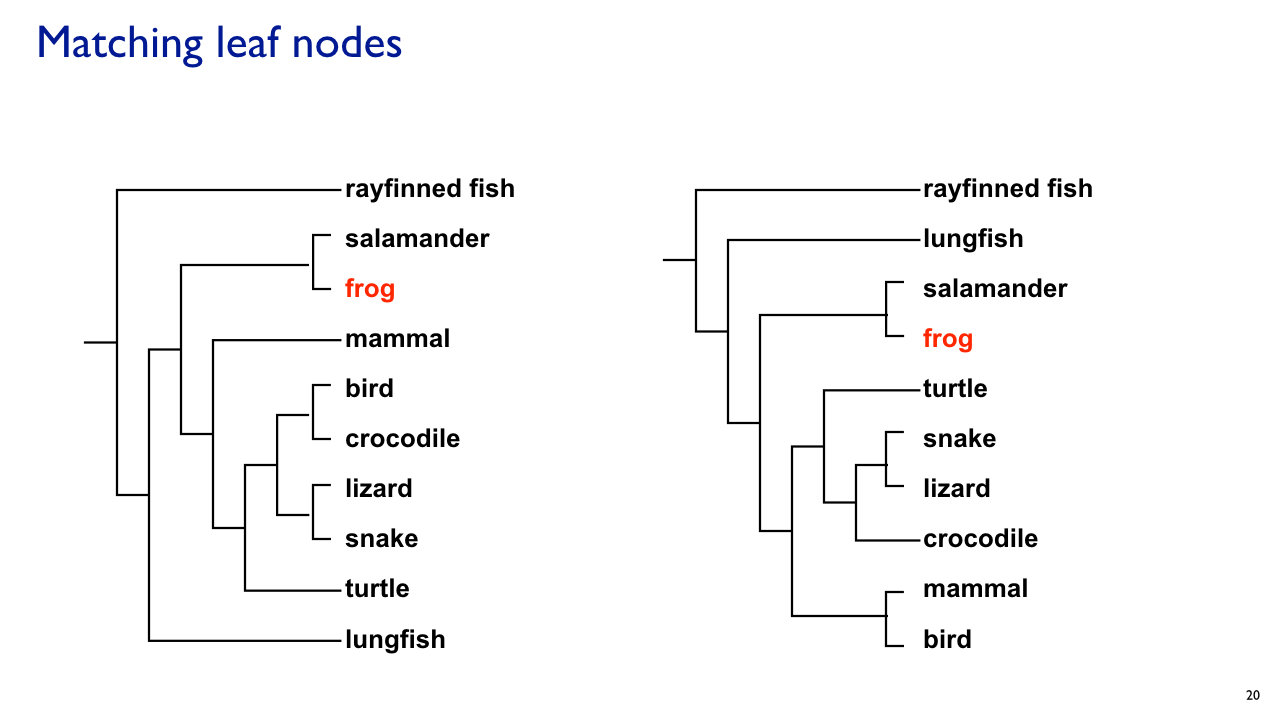 Matching leaf nodes
rayfinned fish
salamander
frog
mammal
bird
crocodile
lizard
snake
turtle
lungfish
rayfinned fish
lungfish
salamander
frog
turtle
snake
lizard
crocodile
mammal
bird
20